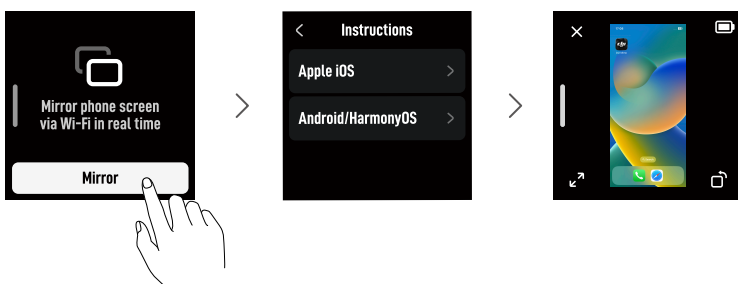 Mirror phone screen
via Wi-Fi in real time
Mirror
Instructions
Apple iOS
Android/HarmonyOS